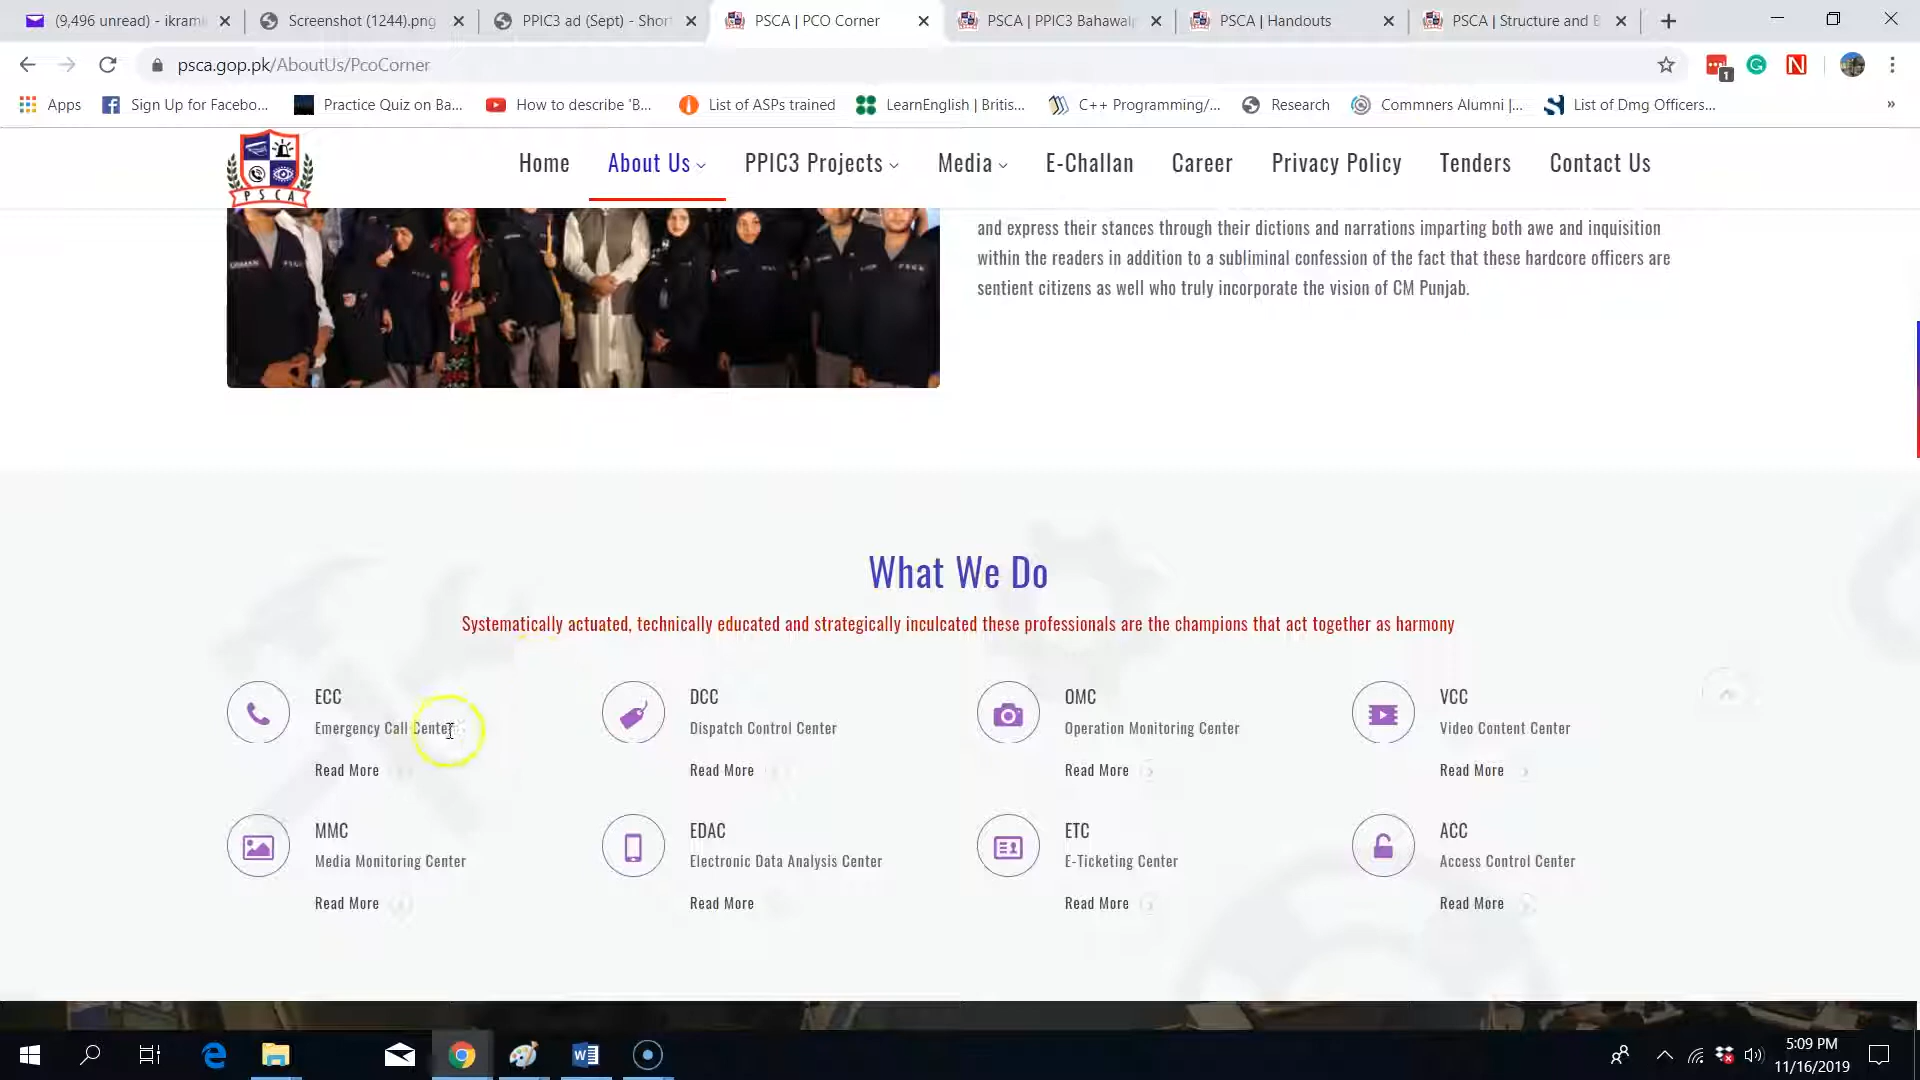 (9,496 unread) - ikrami
Screenshot (1244).png
PPIC3 ad (Sept) - Shor
PSCA | PCO Corner
PSCA | PPIC3 Bahawalp
PSCA | Handouts
PSCA | Structure and B
psca.gop.pk/AboutUs/PcoCorner
1
Apps
Sign Up for Facebo...
Practice Quiz on Ba...
How to describe 'B...
List of ASPs trained
LearnEnglish | Britis...
C++ Programming/...
Research
Commners Alumni |...
List of Dmg Officers...
»
PSCA
Home
About Us
PPIC3 Projects
Media
E-Challan
Career
Privacy Policy
Tenders
Contact Us
and express their stances through their dictions and narrations imparting both awe and inquisition
within the readers in addition to a subliminal confession of the fact that these hardcore officers are
sentient citizens as well who truly incorporate the vision of CM Punjab.
What We Do
Systematically actuated, technically educated and strategically inculcated these professionals are the champions that act together as harmony
ECC
Emergency Call Center
Read More
DCC
Dispatch Control Center
Read More
OMC
Operation Monitoring Center
Read More
VCC
Video Content Center
Read More
MMC
Media Monitoring Center
Read More
EDAC
Electronic Data Analysis Center
Read More
ETC
E-Ticketing Center
Read More
ACC
Access Control Center
Read More
5:09 PM
11/16/2019